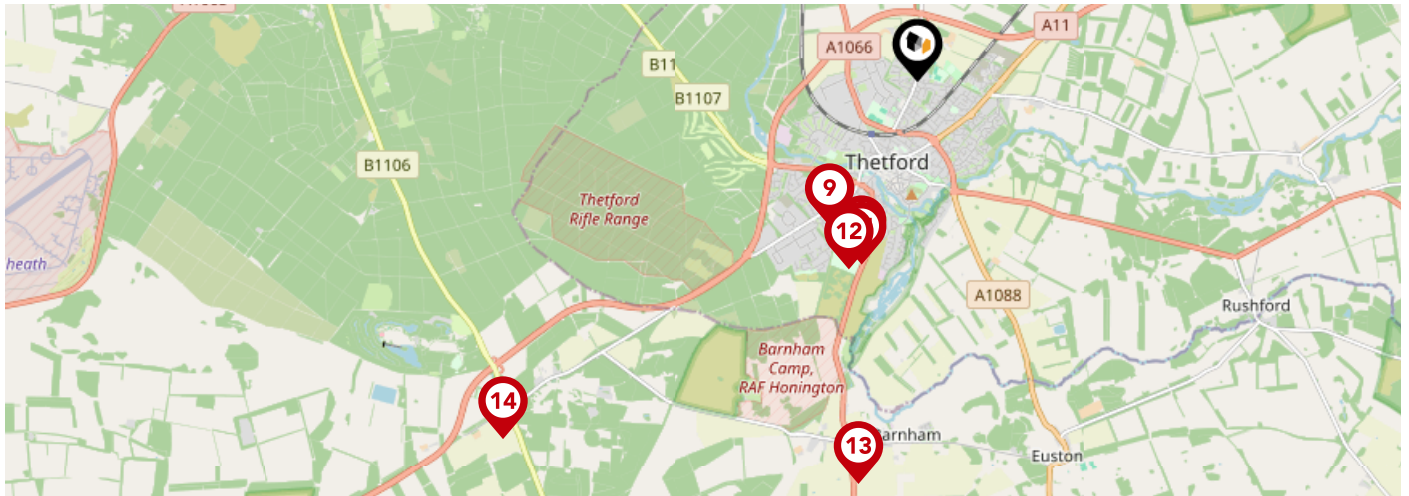 A11
A1066
B11
B1107
B1106
Thetford
9
Thetford
Rifle Range
12
heath
A1088
Rushford
Barnham
Camp,
RAF Honington
14
13
arnham
Euston